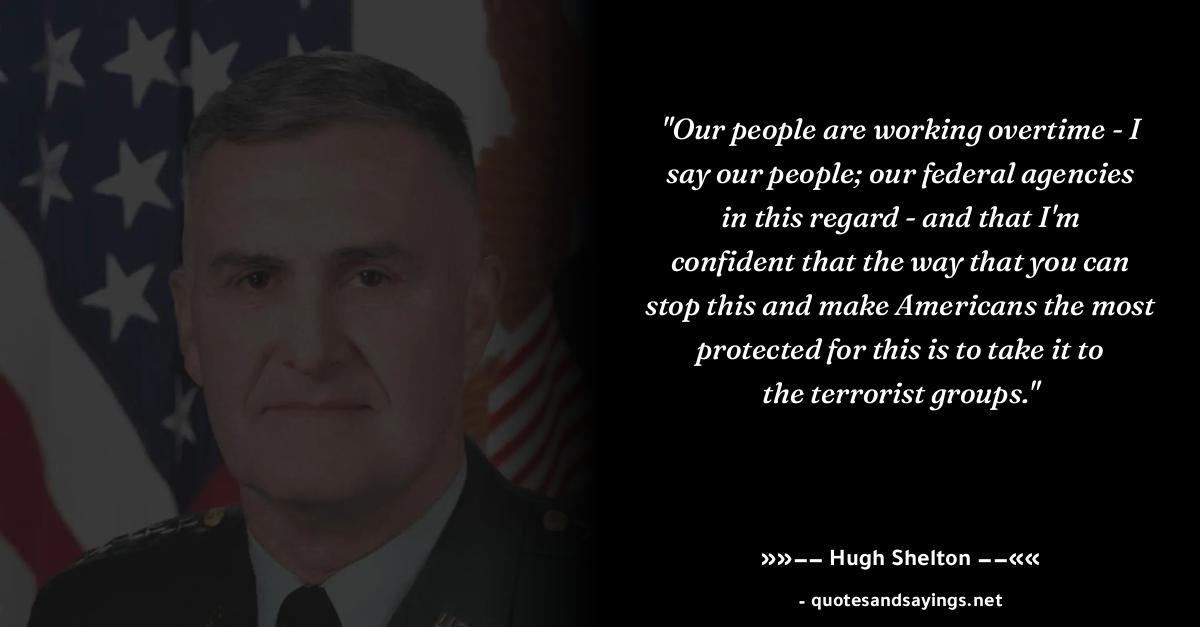 "Our people are working overtime - I
say our people; our federal agencies
in this regard - and that I'm
confident that the way that you can
stop this and make Americans the most
protected for this is to take it to
the terrorist groups."
»»−− Hugh Shelton −−««
- quotesandsayings.net